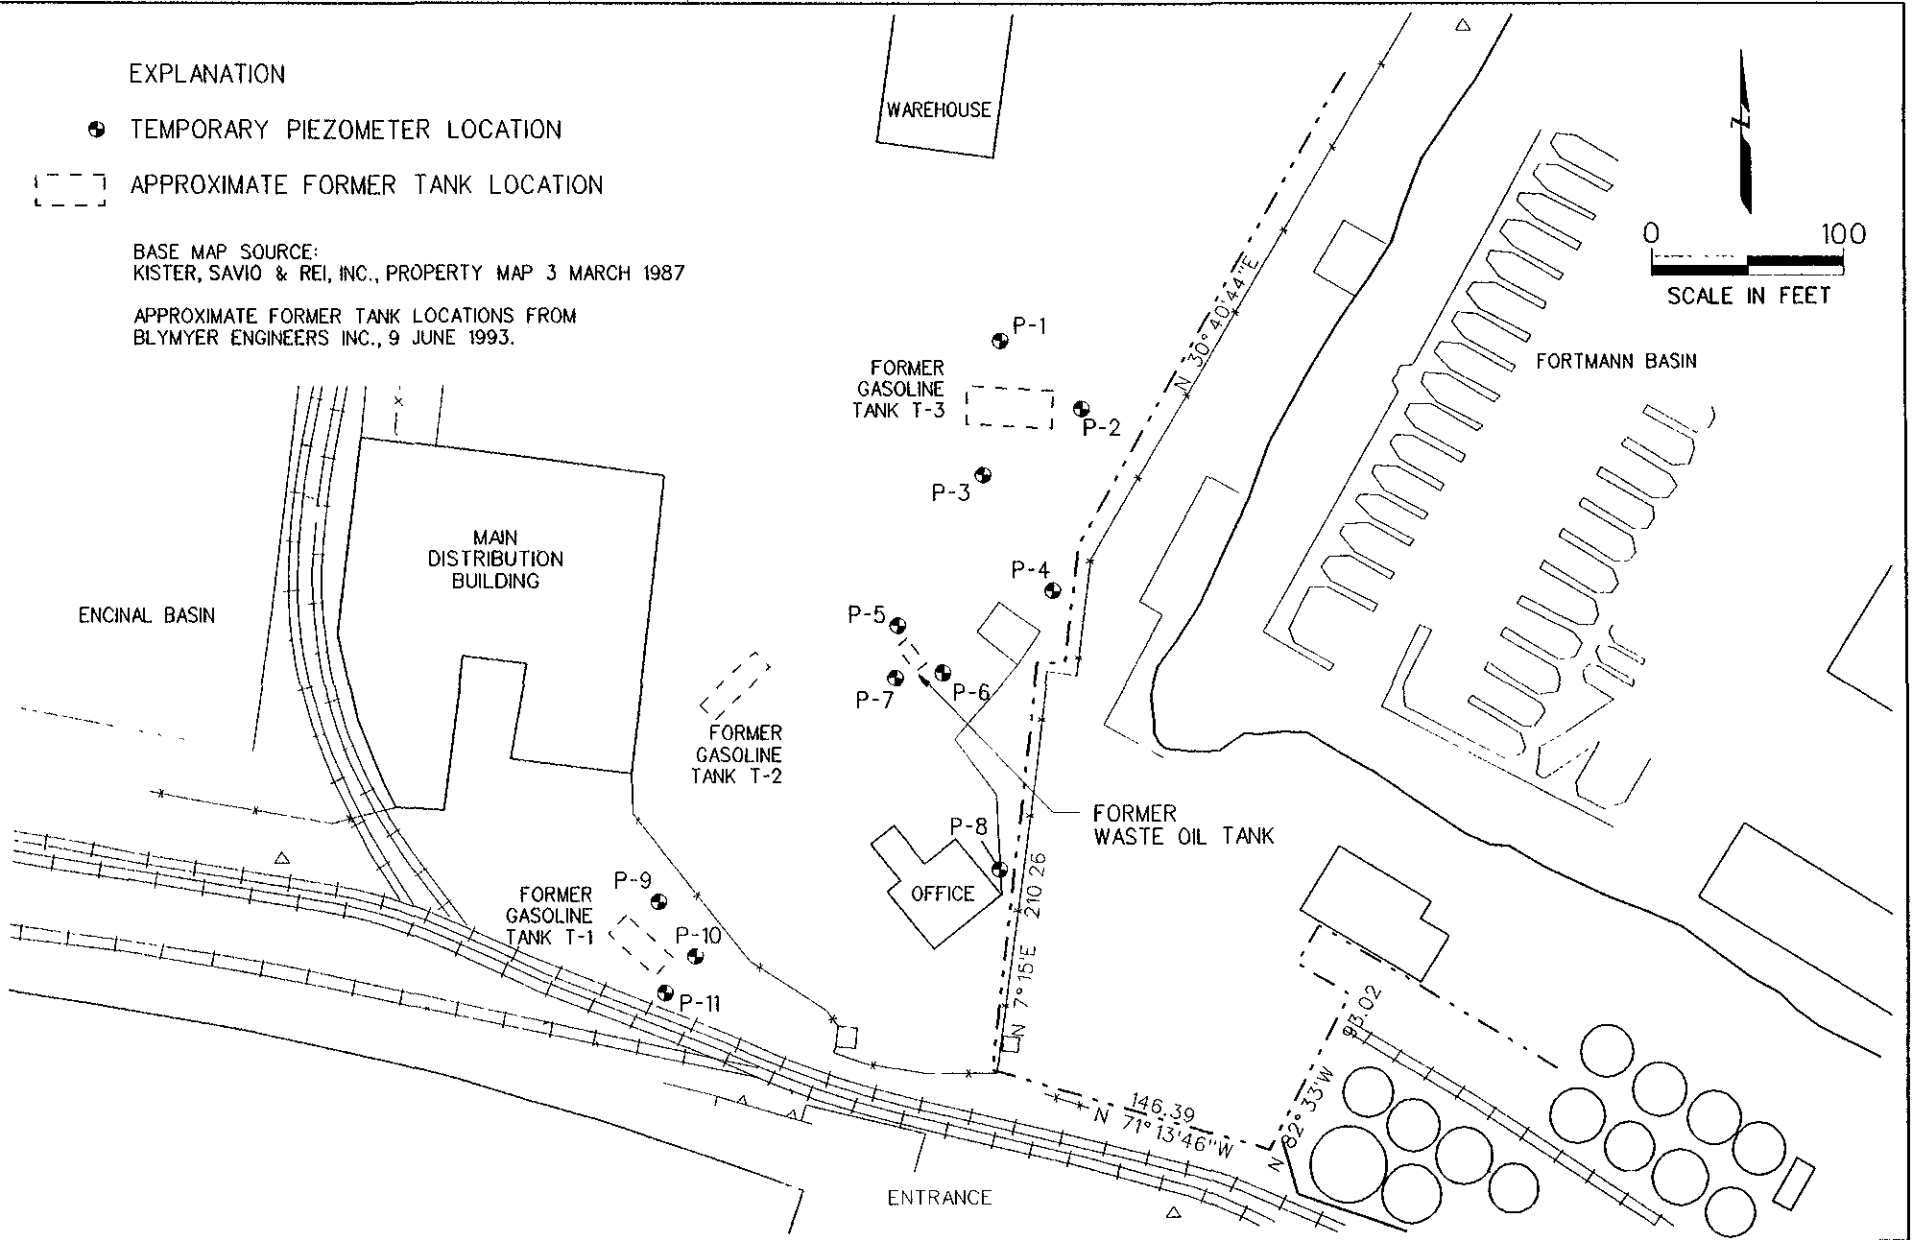 EXPLANATION
TEMPORARY PIEZOMETER LOCATION
APPROXIMATE FORMER TANK LOCATION
BASE MAP SOURCE:
KISTER, SAVIO & REI, INC., PROPERTY MAP 3 MARCH 1987
APPROXIMATE FORMER TANK LOCATIONS FROM
BLYMYER ENGINEERS INC., 9 JUNE 1993.
WAREHOUSE
Z
0 100
SCALE IN FEET
N 30° 40'44"E
P-1
FORMER
GASOLINE
TANK T-3
P-2
P-3
FORTMANN BASIN
MAIN
DISTRIBUTION
BUILDING
ENCINAL BASIN
P-4
P-5
P-6
P-7
FORMER
GASOLINE
TANK T-2
FORMER
WASTE OIL TANK
P-8
OFFICE
P-9
FORMER
GASOLINE
TANK T-1
P-10
P-11
N 7° 15'E 210 26
146.39
N 71° 13'46"W
93.02
N 82° 33'W
ENTRANCE